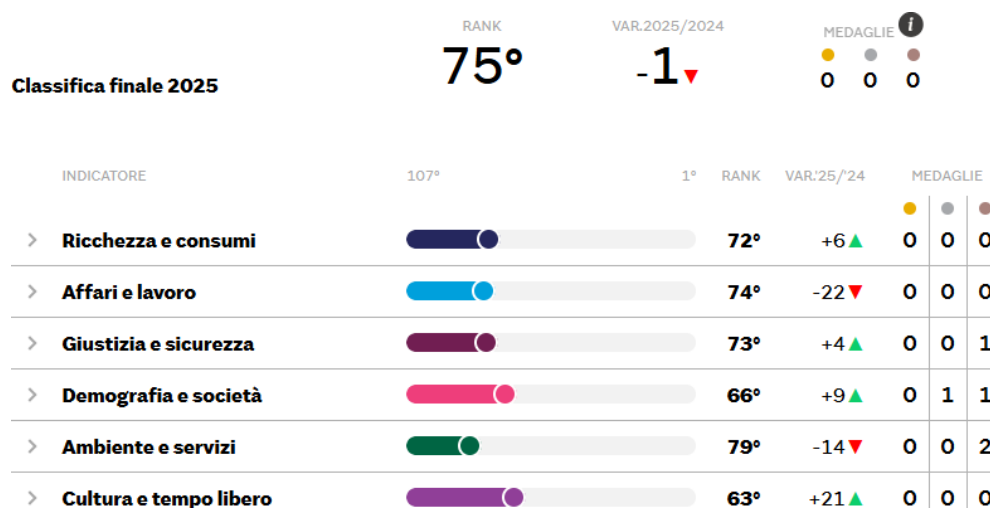 RANK VAR.2025/2024 MEDAGLIE i
Classifica finale 2025 75° -1▼ 0 0 0
INDICATORE 107° 1° RANK VAR.'25/'24 MEDAGLIE
Ricchezza e consumi 72° +6▲ 0 0 0
Affari e lavoro 74° -22▼ 0 0 0
Giustizia e sicurezza 73° +4▲ 0 0 1
Demografia e società 66° +9▲ 0 1 1
Ambiente e servizi 79° -14▼ 0 0 2
Cultura e tempo libero 63° +21▲ 0 0 0